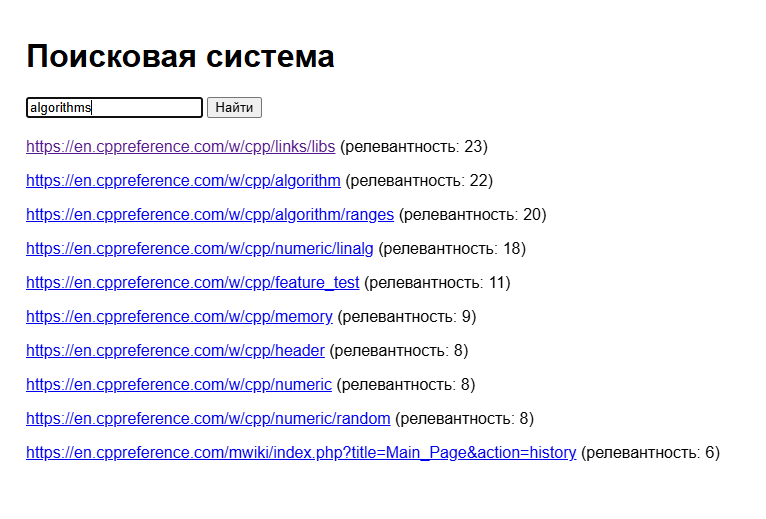 Поисковая система
algorithms Найти
https://en.cppreference.com/w/cpp/links/libs (релевантность: 23)
https://en.cppreference.com/w/cpp/algorithm (релевантность: 22)
https://en.cppreference.com/w/cpp/algorithm/ranges (релевантность: 20)
https://en.cppreference.com/w/cpp/numeric/linalg (релевантность: 18)
https://en.cppreference.com/w/cpp/feature_test (релевантность: 11)
https://en.cppreference.com/w/cpp/memory (релевантность: 9)
https://en.cppreference.com/w/cpp/header (релевантность: 8)
https://en.cppreference.com/w/cpp/numeric (релевантность: 8)
https://en.cppreference.com/w/cpp/numeric/random (релевантность: 8)
https://en.cppreference.com/mwiki/index.php?title=Main_Page&action=history (релевантность: 6)